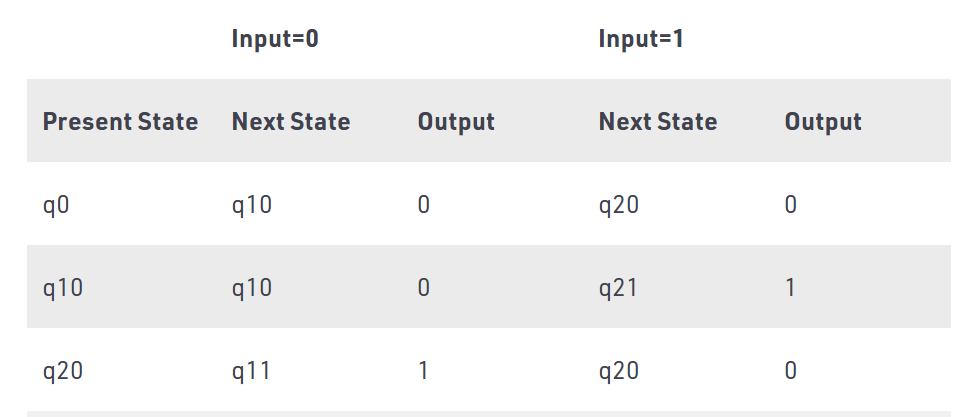 Input=0 Input=1
Present State Next State Output Next State Output
q0 q10 0 q20 0
q10 q10 0 q21 1
q20 q11 1 q20 0